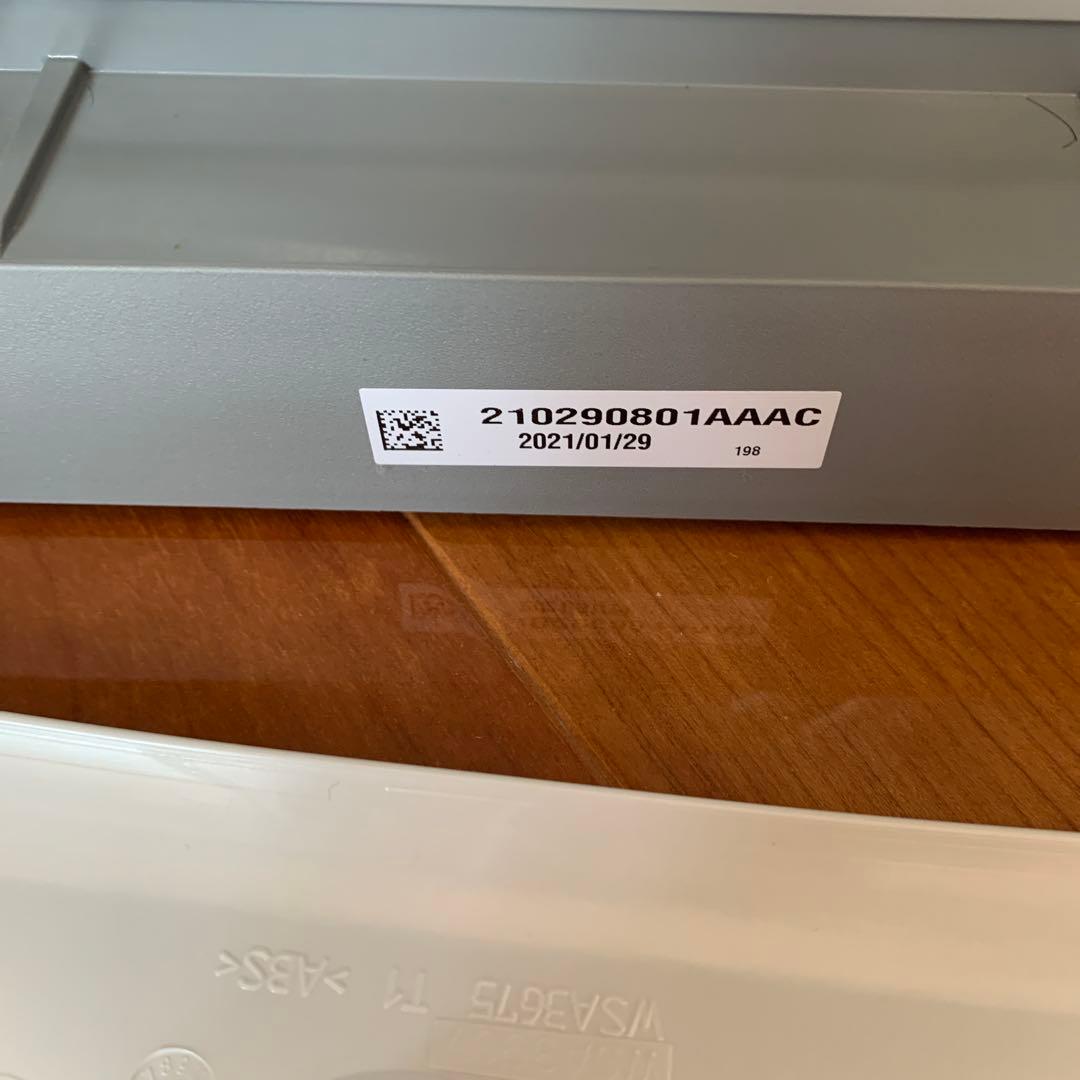 210290801AAAC
2021/01/29
198
WSA3675 T1 >ABS<